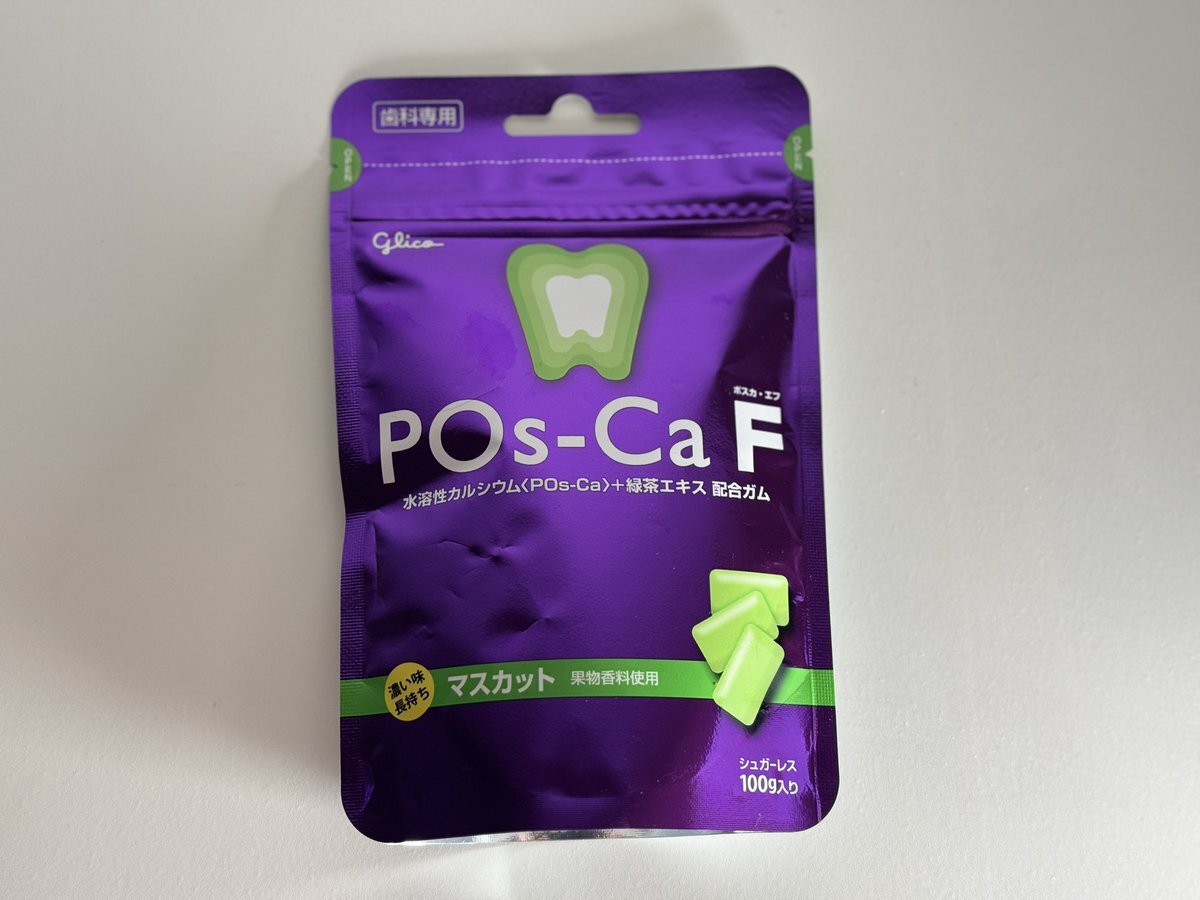 歯科専用
OPEN
OPEN
Glico
ポスカ・エフ
POs-Ca F
水溶性カルシウム〈POs-Ca〉+緑茶エキス 配合ガム
濃い味
長持ち
マスカット 果物香料使用
シュガーレス
100g入り